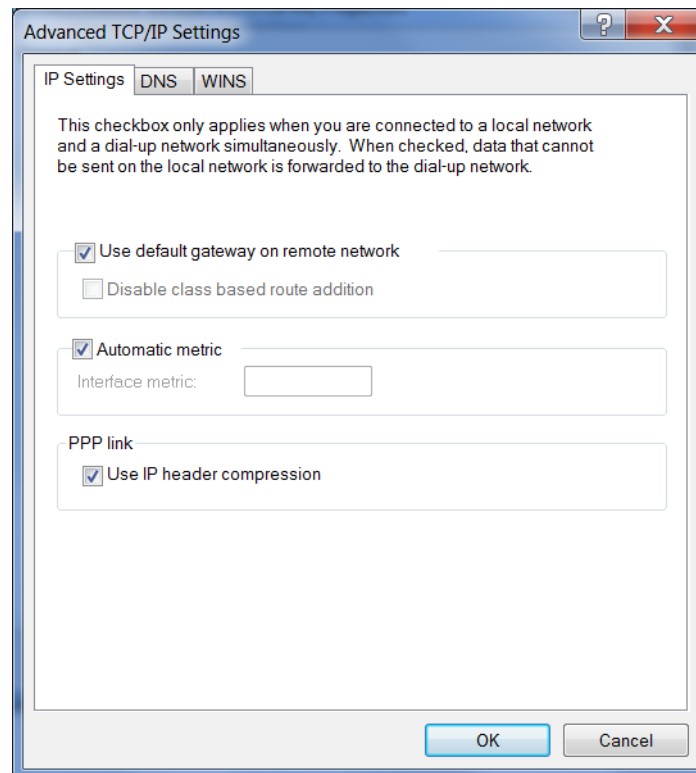 Advanced TCP/IP Settings
? X
IP Settings DNS WINS
This checkbox only applies when you are connected to a local network
and a dial-up network simultaneously.  When checked, data that cannot
be sent on the local network is forwarded to the dial-up network.
Use default gateway on remote network
Disable class based route addition
Automatic metric
Interface metric:
PPP link
Use IP header compression
OK Cancel